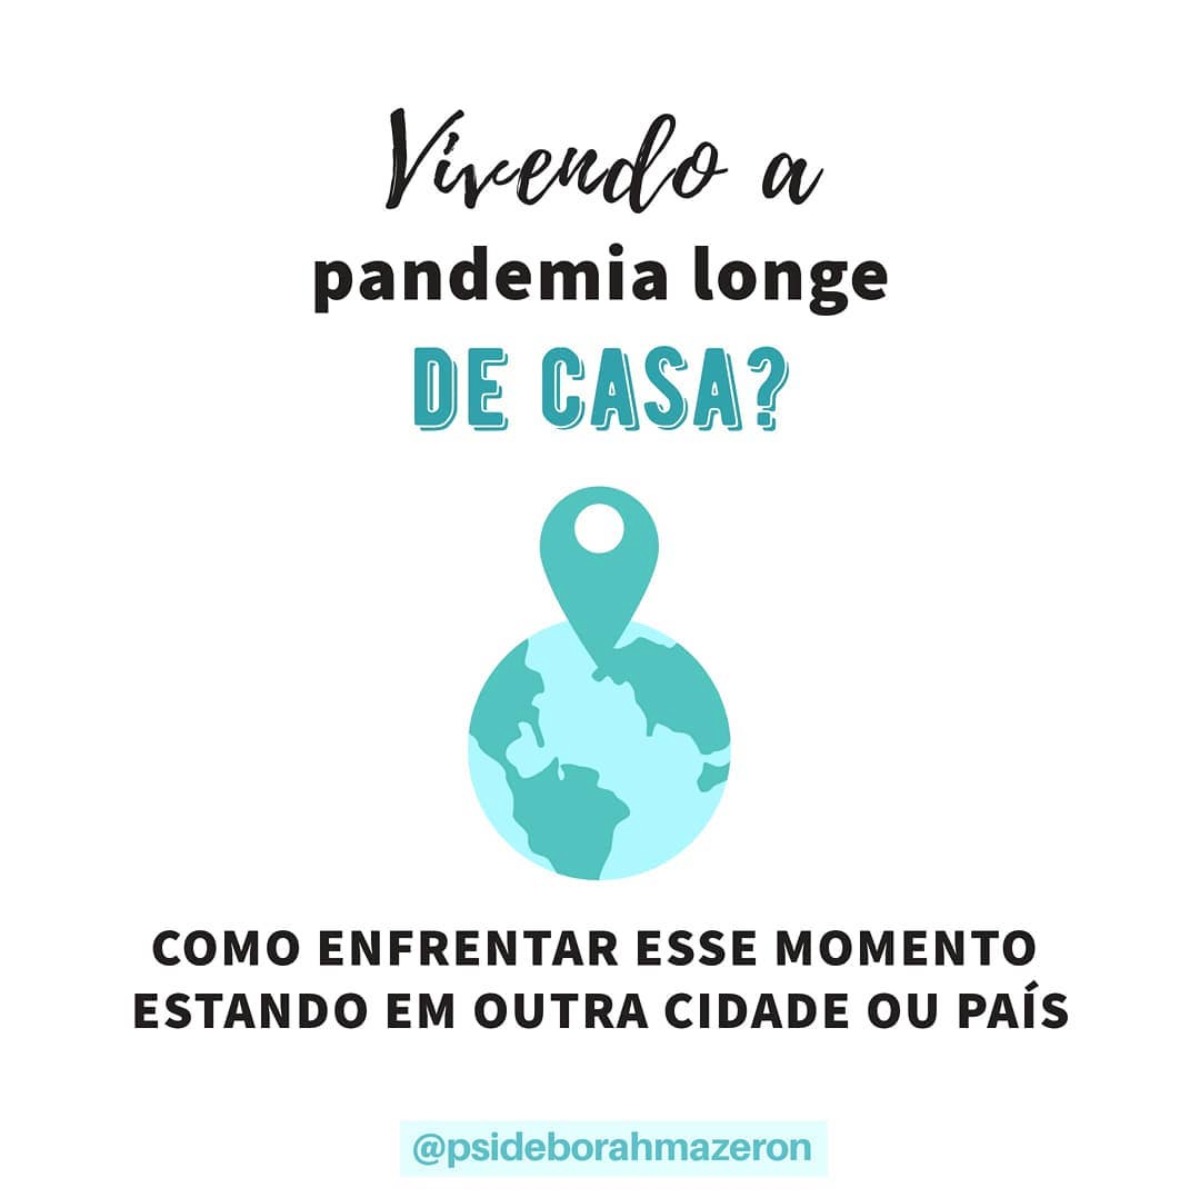 Vivendo a
pandemia longe
DE CASA?
COMO ENFRENTAR ESSE MOMENTO
ESTANDO EM OUTRA CIDADE OU PAÍS
@psideborahmazeron